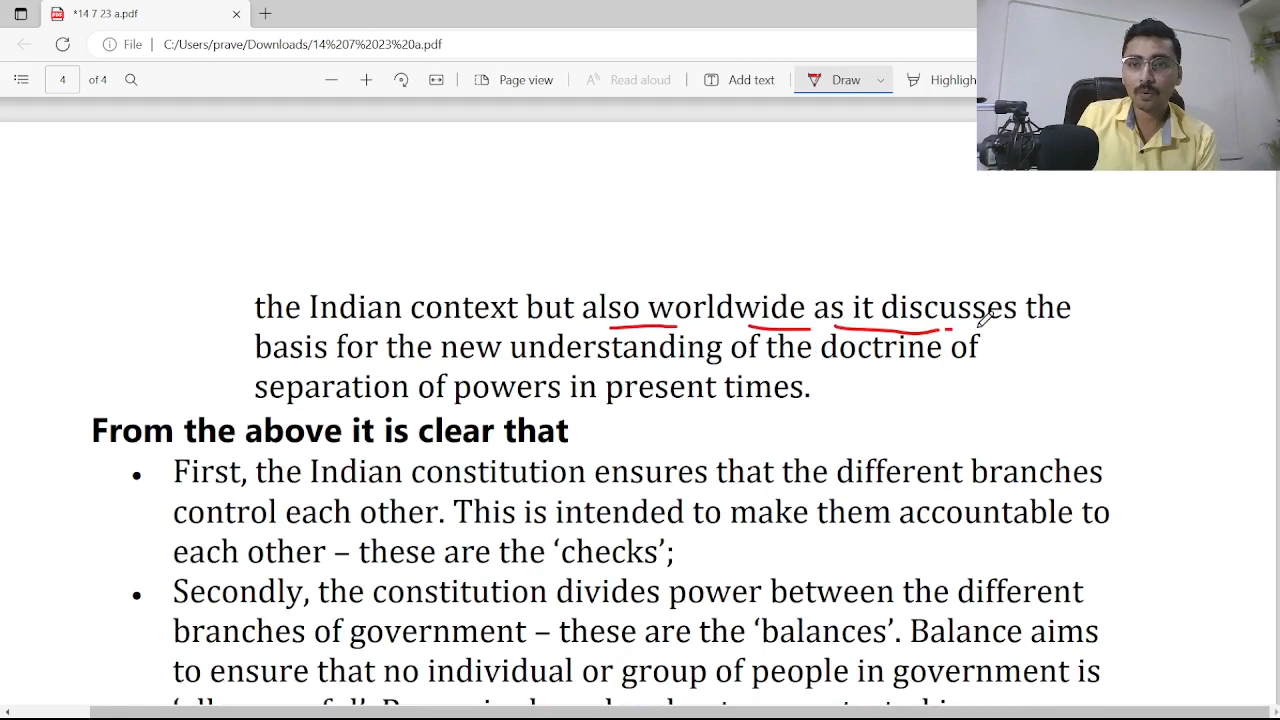 *14 7 23 a.pdf
File C:/Users/prave/Downloads/14%207%2023%20a.pdf
4 of 4 Page view Read aloud Add text Draw Highligh
the Indian context but also worldwide as it discusses the
basis for the new understanding of the doctrine of
separation of powers in present times.
From the above it is clear that
• First, the Indian constitution ensures that the different branches
control each other. This is intended to make them accountable to
each other – these are the ‘checks’;
• Secondly, the constitution divides power between the different
branches of government – these are the ‘balances’. Balance aims
to ensure that no individual or group of people in government is